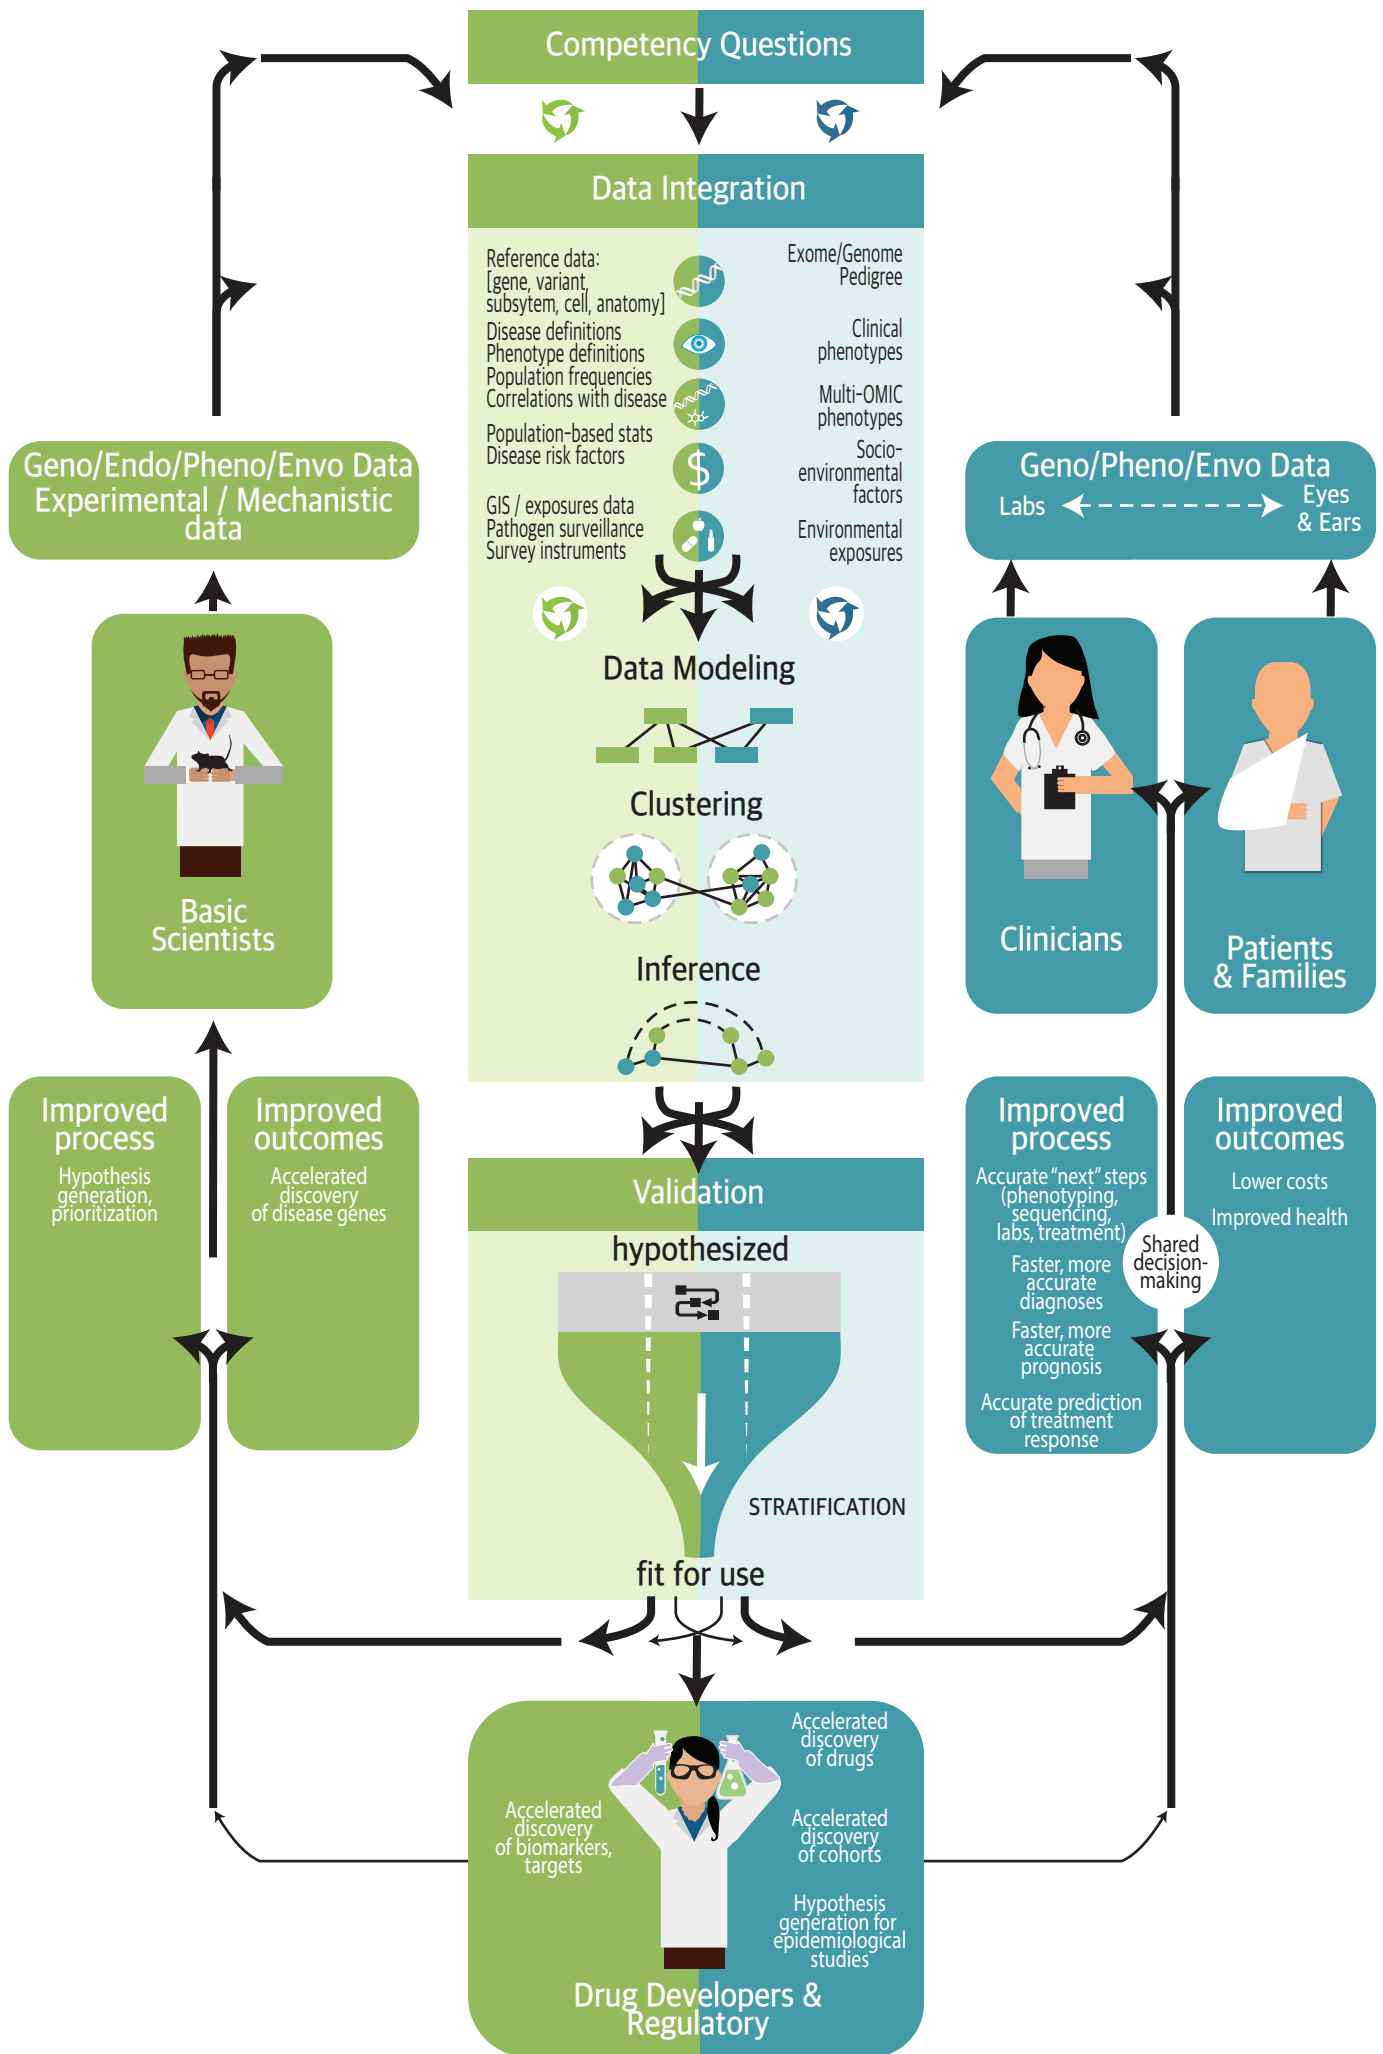 Competency Questions
Data Integration
Reference data:
[gene, variant,
subsytem, cell, anatomy]
Disease definitions
Phenotype definitions
Population frequencies
Correlations with disease
Population-based stats
Disease risk factors
GIS / exposures data
Pathogen surveillance
Survey instruments
Exome/Genome
Pedigree
Clinical
phenotypes
Multi-OMIC
phenotypes
Socio-
environmental
factors
Environmental
exposures
Data Modeling
Clustering
Inference
Geno/Endo/Pheno/Envo Data
Experimental / Mechanistic
data
Basic
Scientists
Improved
process
Hypothesis
generation,
prioritization
Improved
outcomes
Accelerated
discovery
of disease genes
Geno/Pheno/Envo Data
Labs
Eyes
& Ears
Clinicians
Patients
& Families
Improved
process
Accurate “next” steps
(phenotyping,
sequencing,
labs, treatment)
Faster, more
accurate
diagnoses
Faster, more
accurate
prognosis
Accurate prediction
of treatment
response
Shared
decision-
making
Improved
outcomes
Lower costs
Improved health
Validation
hypothesized
$
STRATIFICATION
fit for use
Accelerated
discovery
of biomarkers,
targets
Accelerated
discovery
of drugs
Accelerated
discovery
of cohorts
Hypothesis
generation for
epidemiological
studies
Drug Developers &
Regulatory